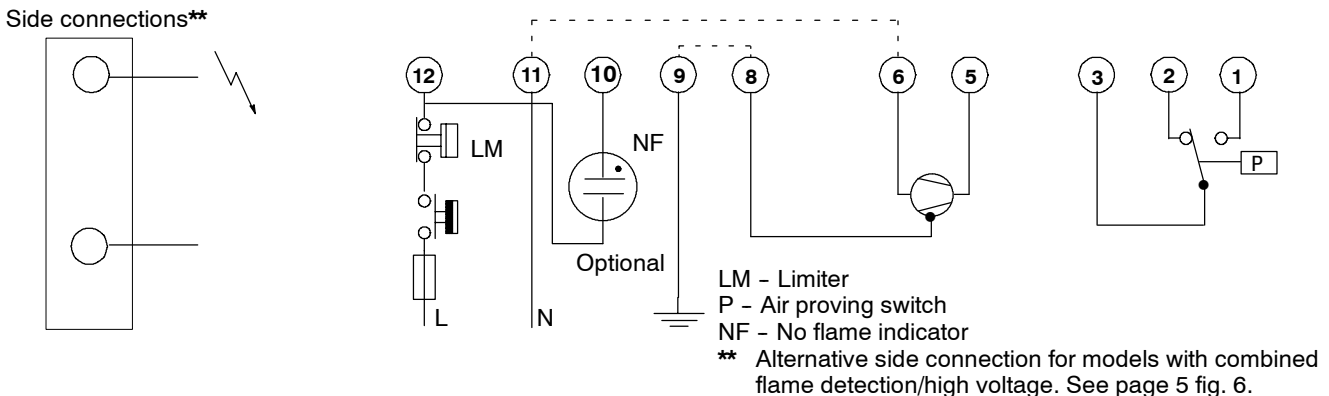 Side connections**
12 11 10 9 8 6 5 3 2 1
LM
NF
P
Optional
L
N
LM – Limiter
P – Air proving switch
NF – No flame indicator
** Alternative side connection for models with combined
flame detection/high voltage. See page 5 fig. 6.